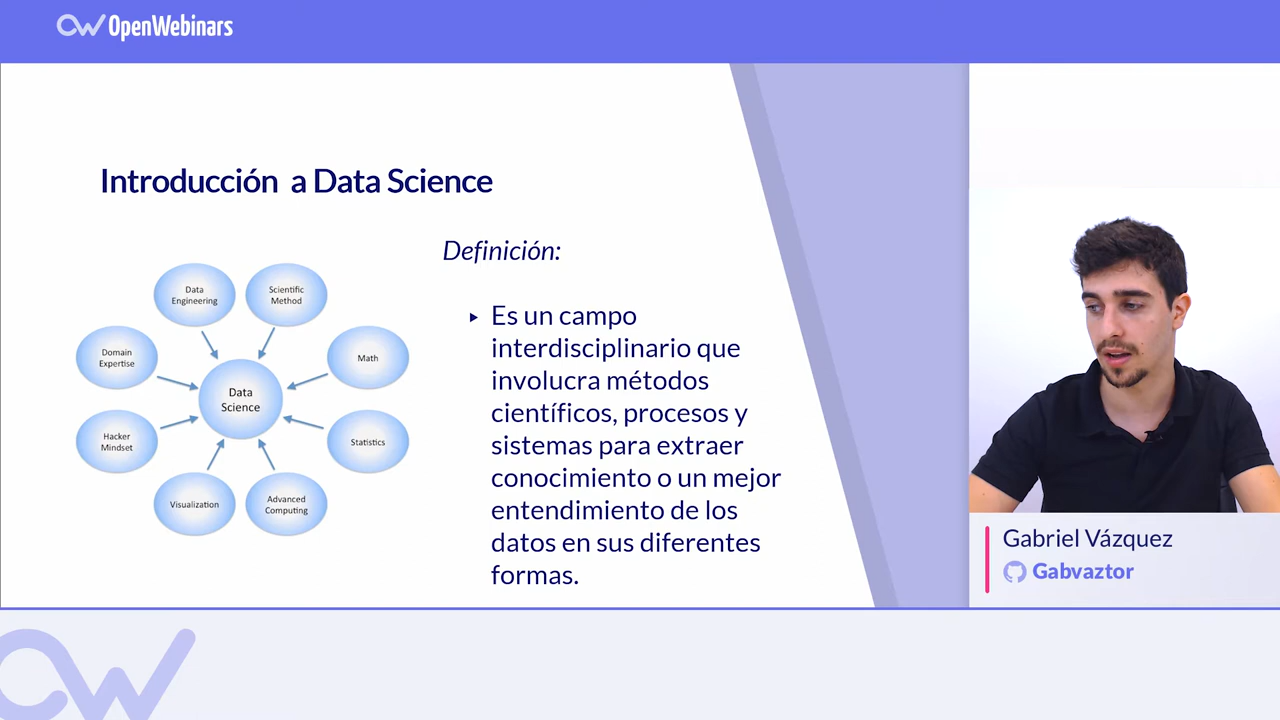 OpenWebinars
Introducción a Data Science
Definición:
Data
Engineering
Scientific
Method
Domain
Expertise
Math
Data
Science
Hacker
Mindset
Statistics
Visualization
Advanced
Computing
Es un campo
interdisciplinario que
involucra métodos
científicos, procesos y
sistemas para extraer
conocimiento o un mejor
entendimiento de los
datos en sus diferentes
formas.
Gabriel Vázquez
Gabvaztor